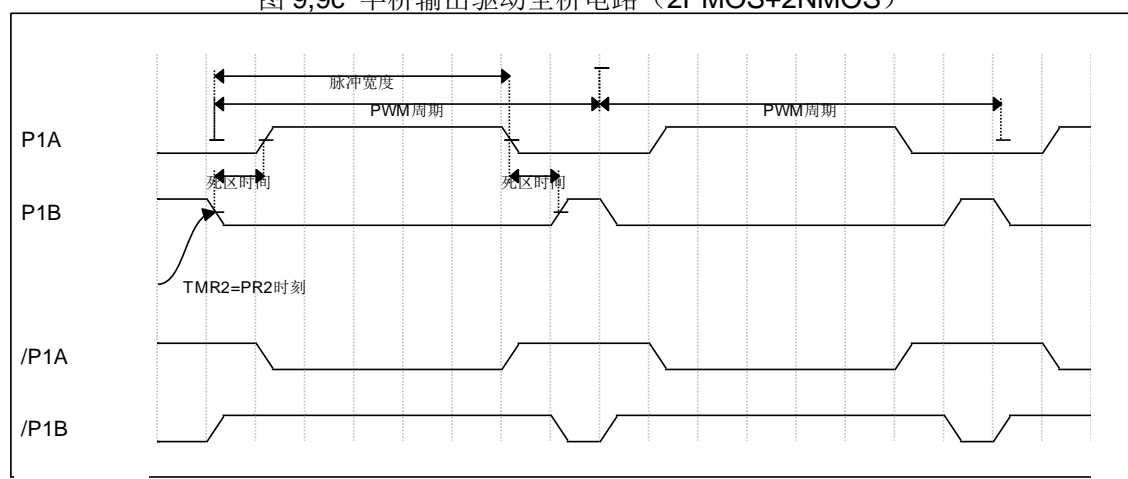 图 9,9c 半桥输出驱动全桥电路（2PMOS+2NMOS）
脉冲宽度
PWM周期 PWM周期
P1A
死区时间 死区时间
P1B
TMR2=PR2时刻
/P1A
/P1B